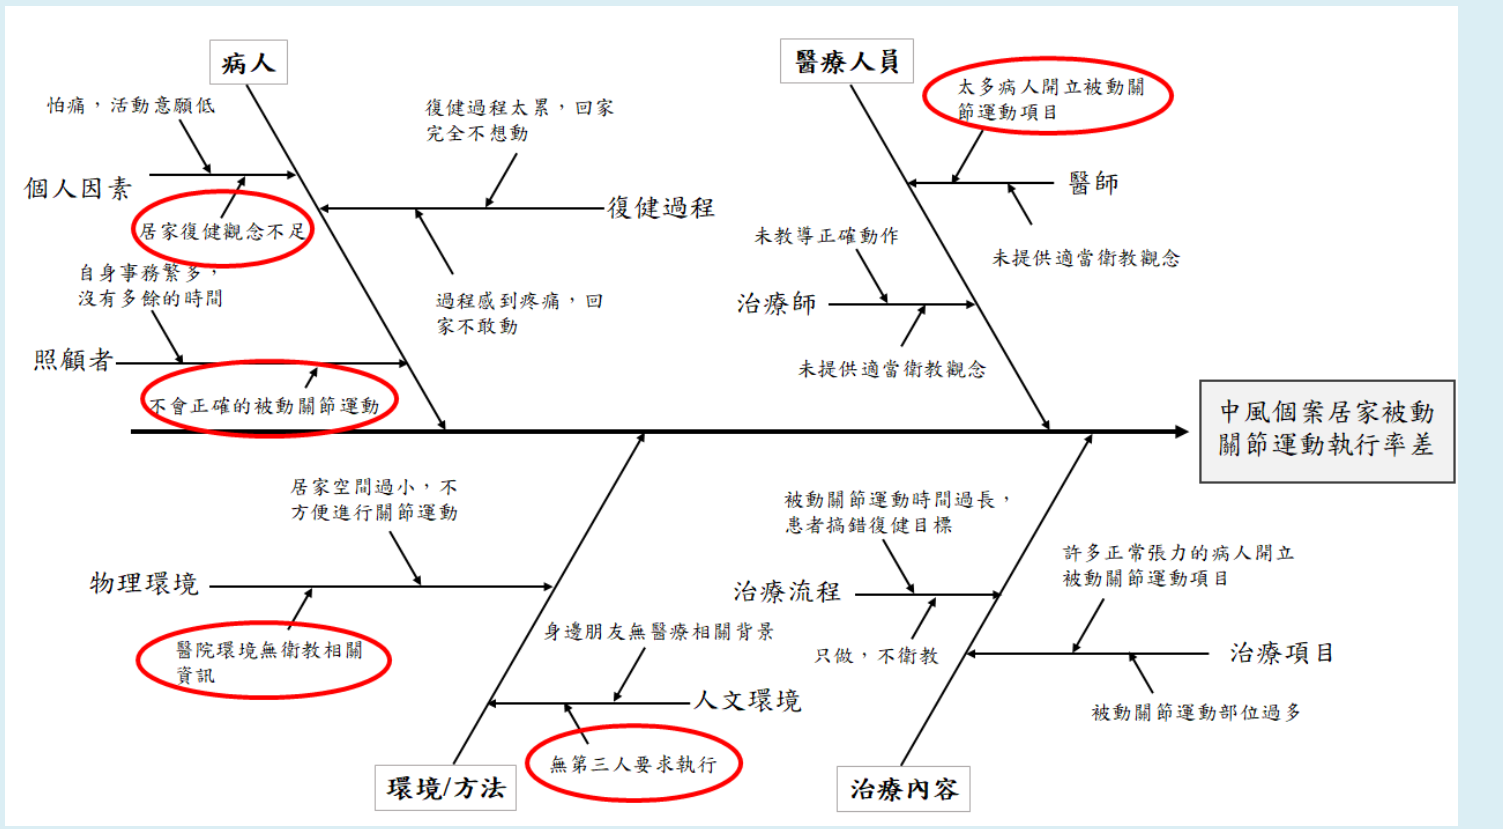 病人
怕痛，活動意願低
個人因素
居家復健觀念不足
復健過程太累，回家
完全不想動
復健過程
過程感到疼痛，回
家不敢動
自身事務繁多，
沒有多餘的時間
照顧者
不會正確的被動關節運動
醫療人員
太多病人開立被動關
節運動項目
醫師
未提供適當衛教觀念
未教導正確動作
治療師
未提供適當衛教觀念
中風個案居家被動
關節運動執行率差
居家空間過小，不
方便進行關節運動
物理環境
醫院環境無衛教相關
資訊
身邊朋友無醫療相關背景
人文環境
無第三人要求執行
環境/方法
被動關節運動時間過長，
患者搞錯復健目標
治療流程
只做，不衛教
許多正常張力的病人開立
被動關節運動項目
治療項目
被動關節運動部位過多
治療內容